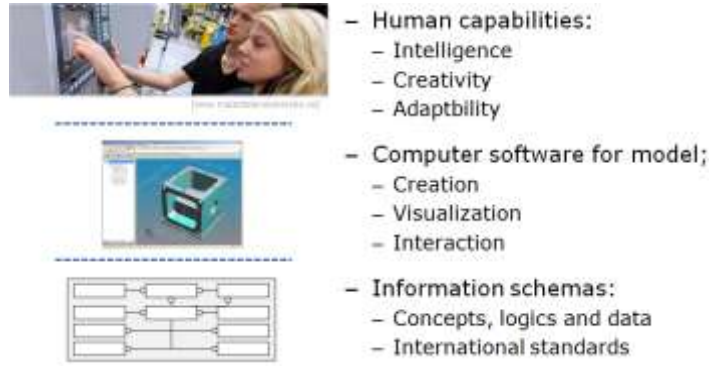 – Human capabilities:
– Intelligence
– Creativity
– Adaptbility
– Computer software for model;
– Creation
– Visualization
– Interaction
– Information schemas:
– Concepts, logics and data
– International standards